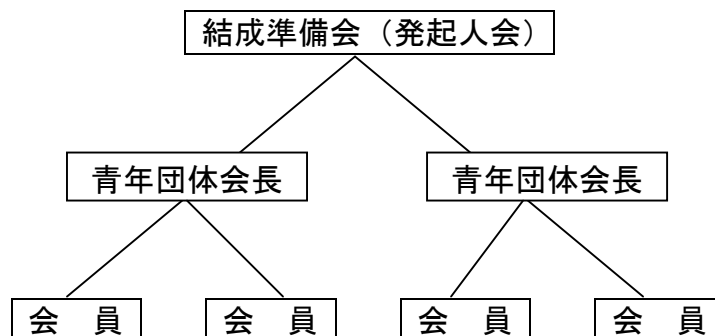 結成準備会（発起人会）
青年団体会長 青年団体会長
会　員 会　員 会　員 会　員